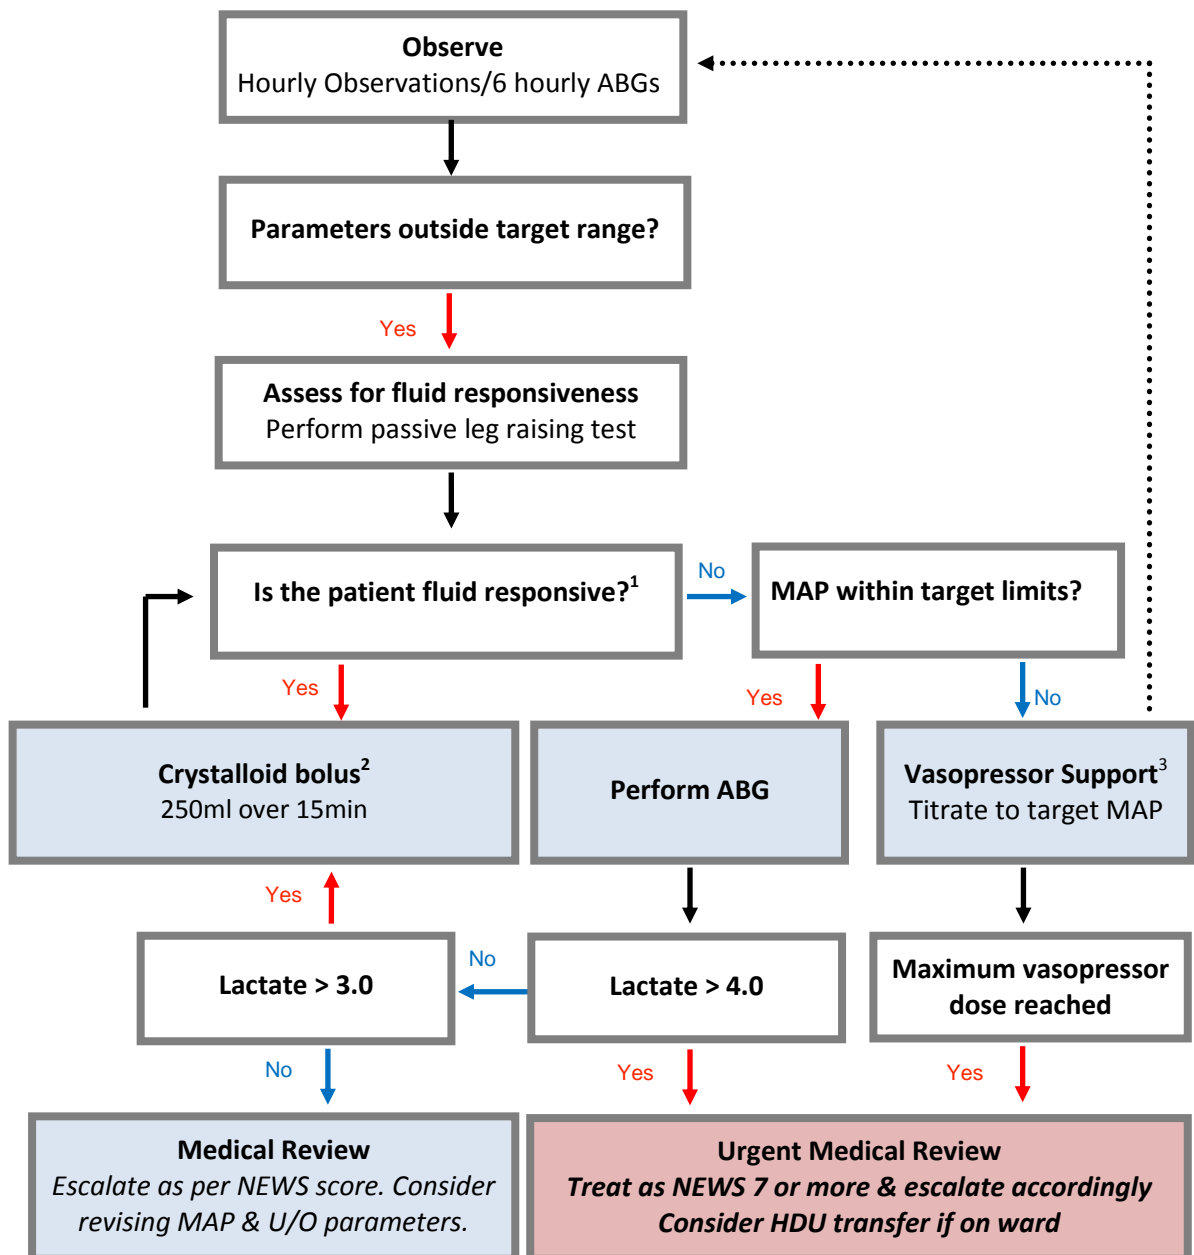 Observe
Hourly Observations/6 hourly ABGs
Parameters outside target range?
Yes
Assess for fluid responsiveness
Perform passive leg raising test
Is the patient fluid responsive?¹
No
MAP within target limits?
Yes
Yes
No
Crystalloid bolus²
250ml over 15min
Perform ABG
Vasopressor Support³
Titrate to target MAP
Yes
Lactate > 3.0
No
Lactate > 4.0
Maximum vasopressor
dose reached
No
Yes
Yes
Medical Review
Escalate as per NEWS score. Consider
revising MAP & U/O parameters.
Urgent Medical Review
Treat as NEWS 7 or more & escalate accordingly
Consider HDU transfer if on ward